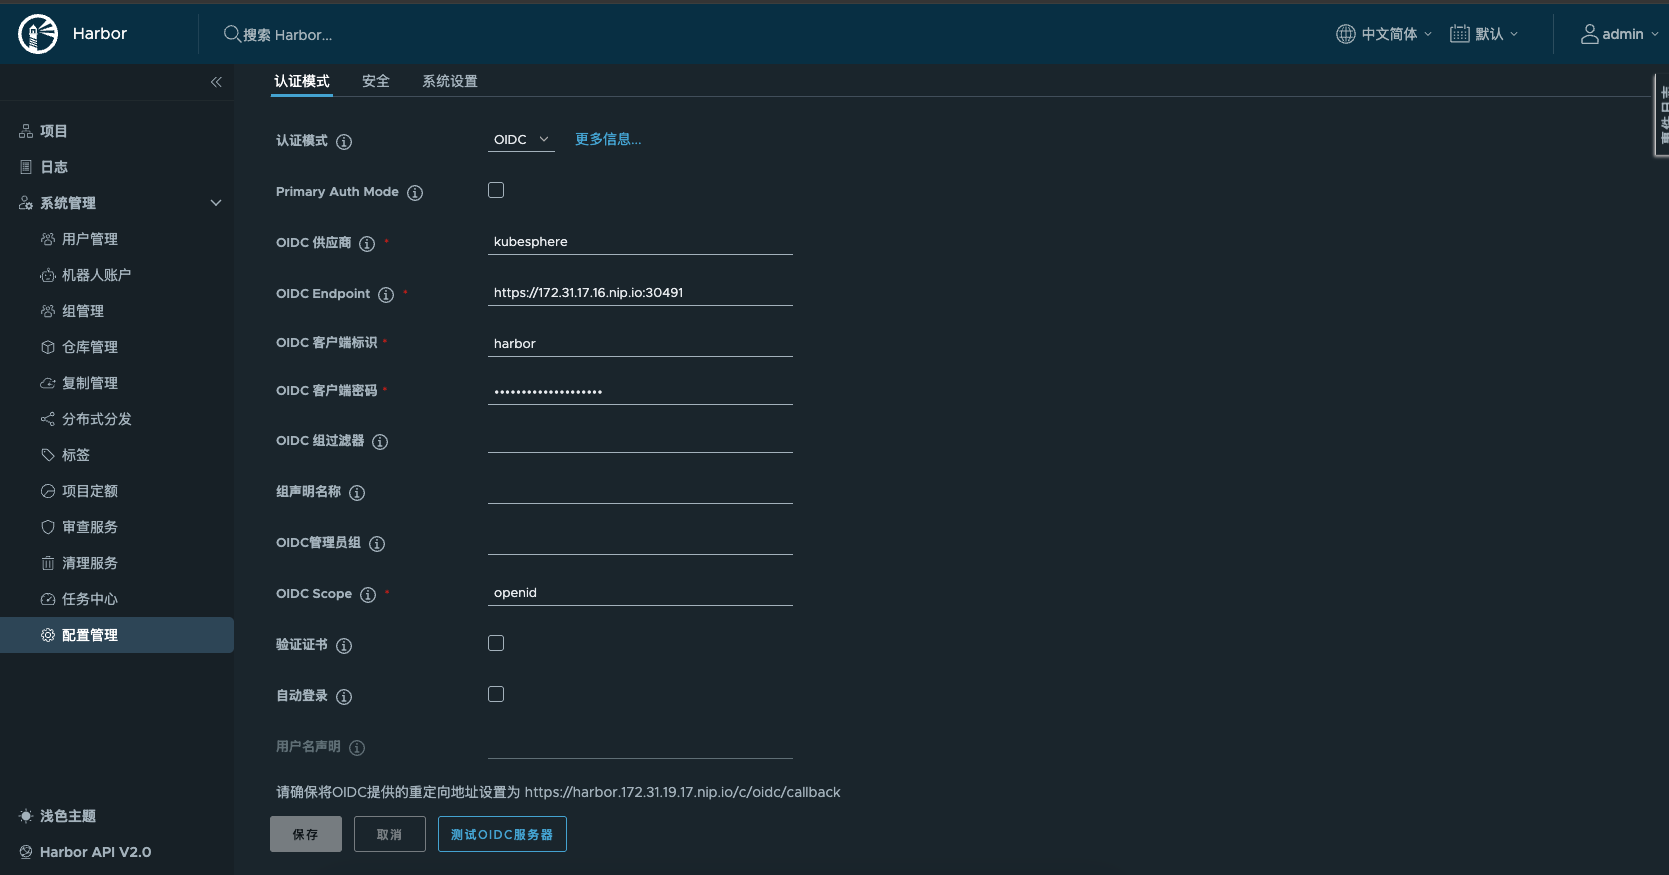 Harbor
搜索 Harbor...
中文简体
默认
admin
认证模式
安全
系统设置
事件日志
项目
日志
系统管理
用户管理
机器人账户
组管理
仓库管理
复制管理
分布式分发
标签
项目定额
审查服务
清理服务
任务中心
配置管理
浅色主题
Harbor API V2.0
认证模式
OIDC
更多信息...
Primary Auth Mode
OIDC 供应商 *
kubesphere
OIDC Endpoint *
https://172.31.17.16.nip.io:30491
OIDC 客户端标识 *
harbor
OIDC 客户端密码 *
••••••••••••••••••••
OIDC 组过滤器
组声明名称
OIDC管理员组
OIDC Scope *
openid
验证证书
自动登录
用户名声明
请确保将OIDC提供的重定向地址设置为 https://harbor.172.31.19.17.nip.io/c/oidc/callback
保存
取消
测试OIDC服务器